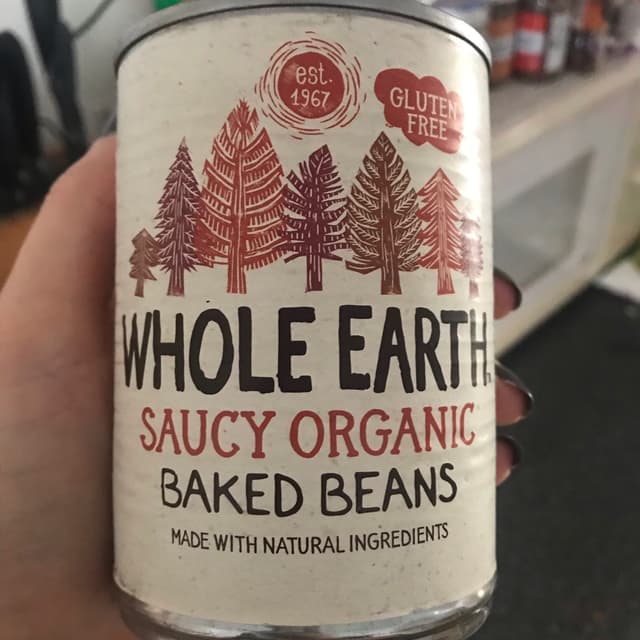 est.
1967
GLUTEN
FREE
WHOLE EARTH
SAUCY ORGANIC
BAKED BEANS
MADE WITH NATURAL INGREDIENTS